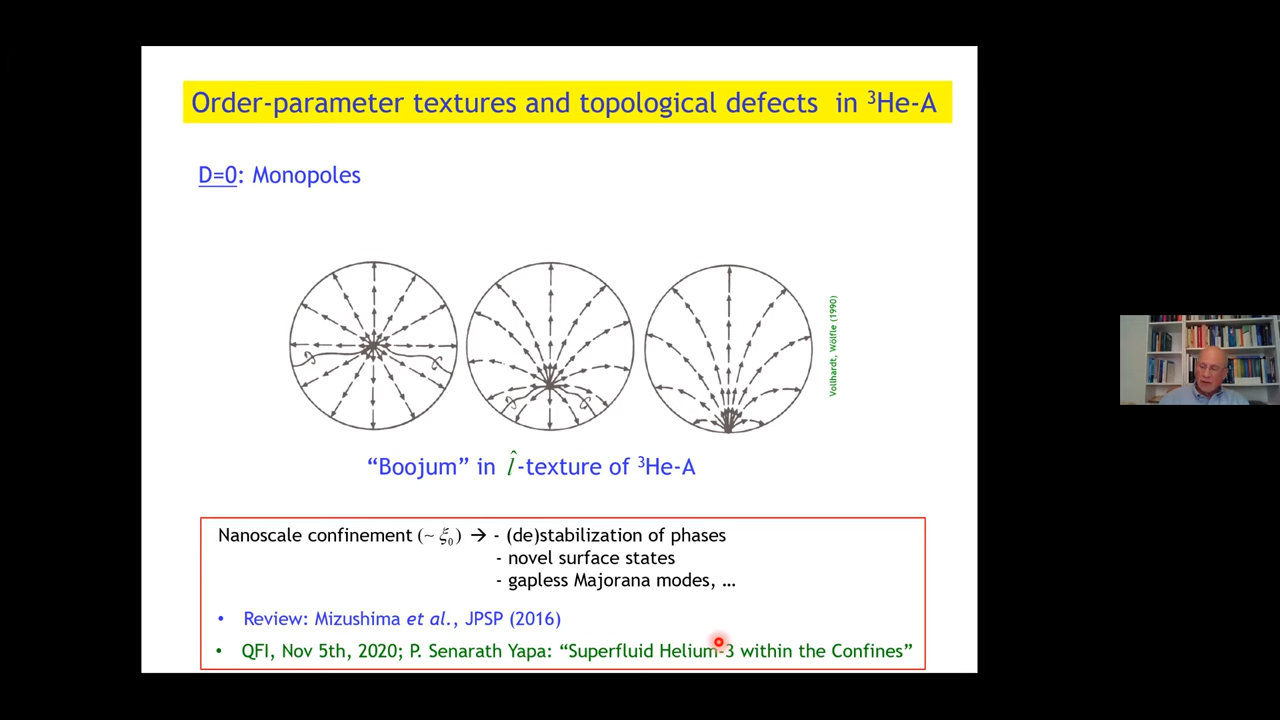 Order-parameter textures and topological defects in ³He-A
D=0: Monopoles
Vollhardt, Wölfle (1990)
“Boojum” in l̂-texture of ³He-A
Nanoscale confinement (~ ξ₀) → - (de)stabilization of phases
- novel surface states
- gapless Majorana modes, …
• Review: Mizushima et al., JPSP (2016)
• QFI, Nov 5th, 2020; P. Senarath Yapa: “Superfluid Helium-3 within the Confines”